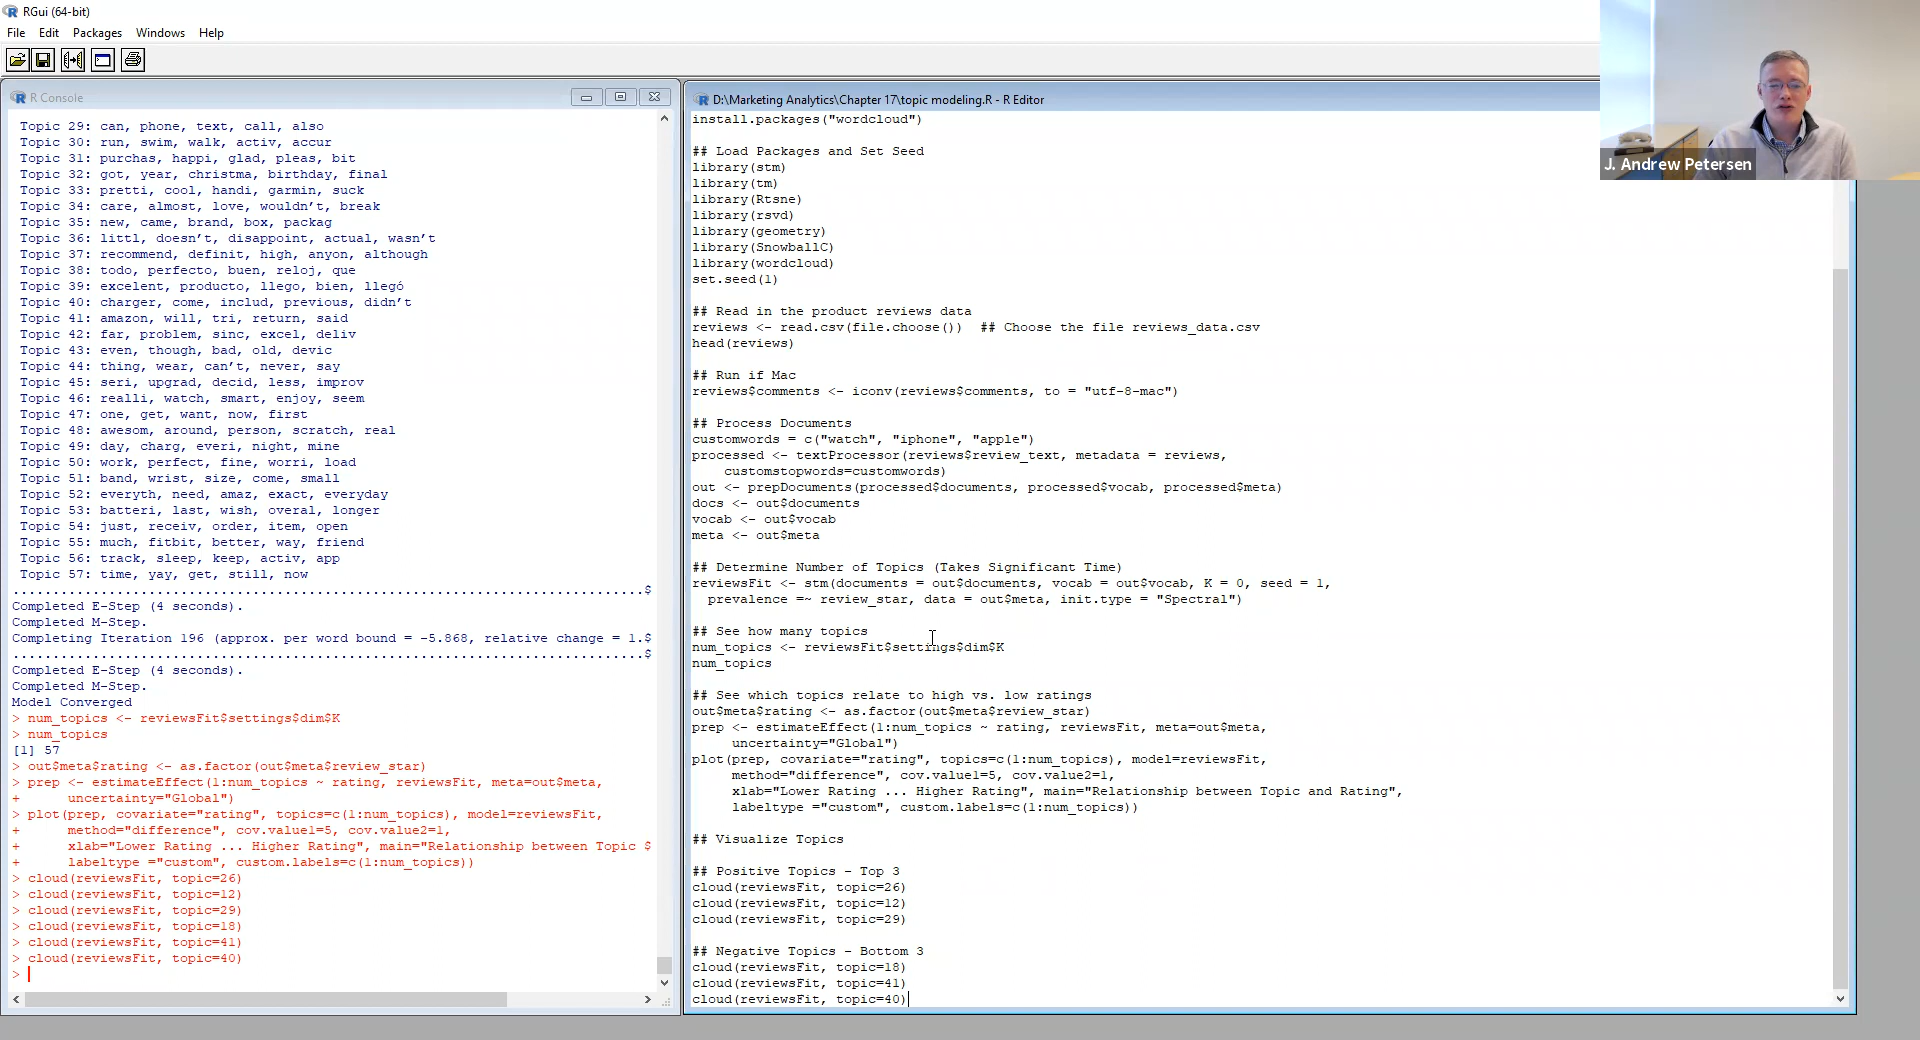 RGui (64-bit)
File Edit Packages Windows Help
R Console
Topic 29: can, phone, text, call, also
Topic 30: run, swim, walk, activ, accur
Topic 31: purchas, happi, glad, pleas, bit
Topic 32: got, year, christma, birthday, final
Topic 33: pretti, cool, handi, garmin, suck
Topic 34: care, almost, love, wouldn't, break
Topic 35: new, came, brand, box, packag
Topic 36: littl, doesn't, disappoint, actual, wasn't
Topic 37: recommend, definit, high, anyon, although
Topic 38: todo, perfecto, buen, reloj, que
Topic 39: excelent, producto, llego, bien, llegó
Topic 40: charger, come, includ, previous, didn't
Topic 41: amazon, will, tri, return, said
Topic 42: far, problem, sinc, excel, deliv
Topic 43: even, though, bad, old, devic
Topic 44: thing, wear, can't, never, say
Topic 45: seri, upgrad, decid, less, improv
Topic 46: realli, watch, smart, enjoy, seem
Topic 47: one, get, want, now, first
Topic 48: awesom, around, person, scratch, real
Topic 49: day, charg, everi, night, mine
Topic 50: work, perfect, fine, worri, load
Topic 51: band, wrist, size, come, small
Topic 52: everyth, need, amaz, exact, everyday
Topic 53: batteri, last, wish, overal, longer
Topic 54: just, receiv, order, item, open
Topic 55: much, fitbit, better, way, friend
Topic 56: track, sleep, keep, activ, app
Topic 57: time, yay, get, still, now
...............................................................................$
Completed E-Step (4 seconds).
Completed M-Step.
Completing Iteration 196 (approx. per word bound = -5.868, relative change = 1.$
...............................................................................$
Completed E-Step (4 seconds).
Completed M-Step.
Model Converged
> num_topics <- reviewsFit$settings$dim$K
> num_topics
[1] 57
> out$meta$rating <- as.factor(out$meta$review_star)
> prep <- estimateEffect(1:num_topics ~ rating, reviewsFit, meta=out$meta,
+      uncertainty="Global")
> plot(prep, covariate="rating", topics=c(1:num_topics), model=reviewsFit,
+      method="difference", cov.value1=5, cov.value2=1,
+      xlab="Lower Rating ... Higher Rating", main="Relationship between Topic $
+      labeltype ="custom", custom.labels=c(1:num_topics))
> cloud(reviewsFit, topic=26)
> cloud(reviewsFit, topic=12)
> cloud(reviewsFit, topic=29)
> cloud(reviewsFit, topic=18)
> cloud(reviewsFit, topic=41)
> cloud(reviewsFit, topic=40)
>
D:\Marketing Analytics\Chapter 17\topic modeling.R - R Editor
install.packages("wordcloud")
## Load Packages and Set Seed
library(stm)
library(tm)
library(Rtsne)
library(rsvd)
library(geometry)
library(SnowballC)
library(wordcloud)
set.seed(1)
## Read in the product reviews data
reviews <- read.csv(file.choose())  ## Choose the file reviews_data.csv
head(reviews)
## Run if Mac
reviews$comments <- iconv(reviews$comments, to = "utf-8-mac")
## Process Documents
customwords = c("watch", "iphone", "apple")
processed <- textProcessor(reviews$review_text, metadata = reviews,
    customstopwords=customwords)
out <- prepDocuments(processed$documents, processed$vocab, processed$meta)
docs <- out$documents
vocab <- out$vocab
meta <- out$meta
## Determine Number of Topics (Takes Significant Time)
reviewsFit <- stm(documents = out$documents, vocab = out$vocab, K = 0, seed = 1,
  prevalence =~ review_star, data = out$meta, init.type = "Spectral")
## See how many topics
num_topics <- reviewsFit$settings$dim$K
num_topics
## See which topics relate to high vs. low ratings
out$meta$rating <- as.factor(out$meta$review_star)
prep <- estimateEffect(1:num_topics ~ rating, reviewsFit, meta=out$meta,
     uncertainty="Global")
plot(prep, covariate="rating", topics=c(1:num_topics), model=reviewsFit,
     method="difference", cov.value1=5, cov.value2=1,
     xlab="Lower Rating ... Higher Rating", main="Relationship between Topic and Rating",
     labeltype ="custom", custom.labels=c(1:num_topics))
## Visualize Topics
## Positive Topics - Top 3
cloud(reviewsFit, topic=26)
cloud(reviewsFit, topic=12)
cloud(reviewsFit, topic=29)
## Negative Topics - Bottom 3
cloud(reviewsFit, topic=18)
cloud(reviewsFit, topic=41)
cloud(reviewsFit, topic=40)
J. Andrew Petersen